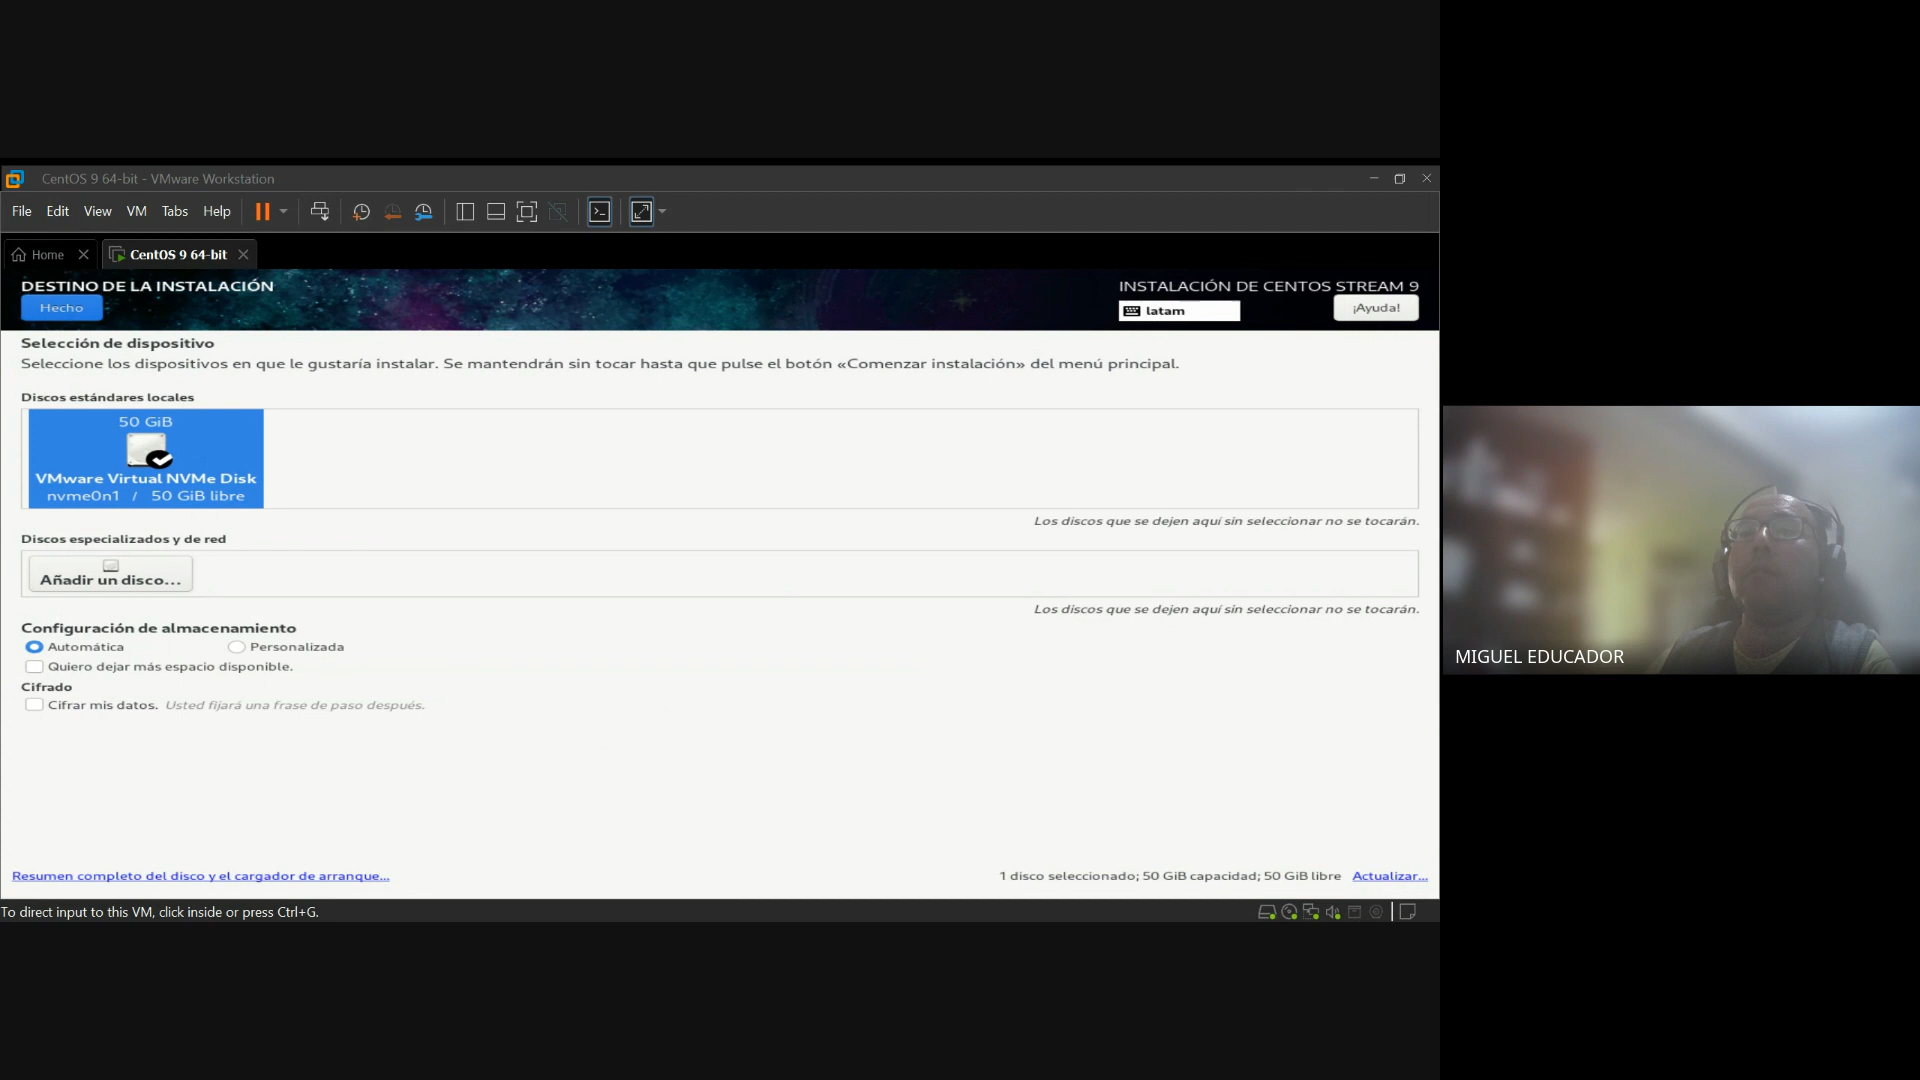 CentOS 9 64-bit - VMware Workstation
File Edit View VM Tabs Help
Home
CentOS 9 64-bit
DESTINO DE LA INSTALACIÓN
Hecho
INSTALACIÓN DE CENTOS STREAM 9
latam
¡Ayuda!
Selección de dispositivo
Seleccione los dispositivos en que le gustaría instalar. Se mantendrán sin tocar hasta que pulse el botón «Comenzar instalación» del menú principal.
Discos estándares locales
50 GiB
VMware Virtual NVMe Disk
nvme0n1 / 50 GiB libre
Los discos que se dejen aquí sin seleccionar no se tocarán.
Discos especializados y de red
Añadir un disco...
Los discos que se dejen aquí sin seleccionar no se tocarán.
Configuración de almacenamiento
Automática Personalizada
Quiero dejar más espacio disponible.
Cifrado
Cifrar mis datos. Usted fijará una frase de paso después.
Resumen completo del disco y el cargador de arranque...
1 disco seleccionado; 50 GiB capacidad; 50 GiB libre Actualizar...
To direct input to this VM, click inside or press Ctrl+G.
MIGUEL EDUCADOR